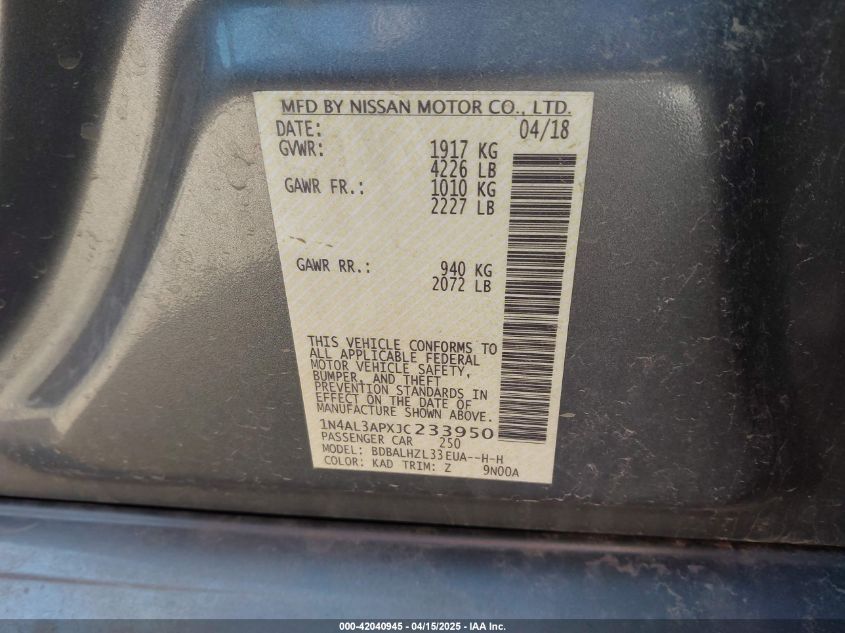 MFD BY NISSAN MOTOR CO., LTD.
DATE: 04/18
GVWR: 1917 KG
4226 LB
GAWR FR.: 1010 KG
2227 LB
GAWR RR.: 940 KG
2072 LB
THIS VEHICLE CONFORMS TO
ALL APPLICABLE FEDERAL
MOTOR VEHICLE SAFETY,
BUMPER, AND THEFT
PREVENTION STANDARDS IN
EFFECT ON THE DATE OF
MANUFACTURE SHOWN ABOVE.
1N4AL3APXJC233950
PASSENGER CAR 250
MODEL: BDBALHZL33EUA--H-H
COLOR: KAD TRIM: Z 9N00A
000-42040945 - 04/15/2025 - IAA Inc.